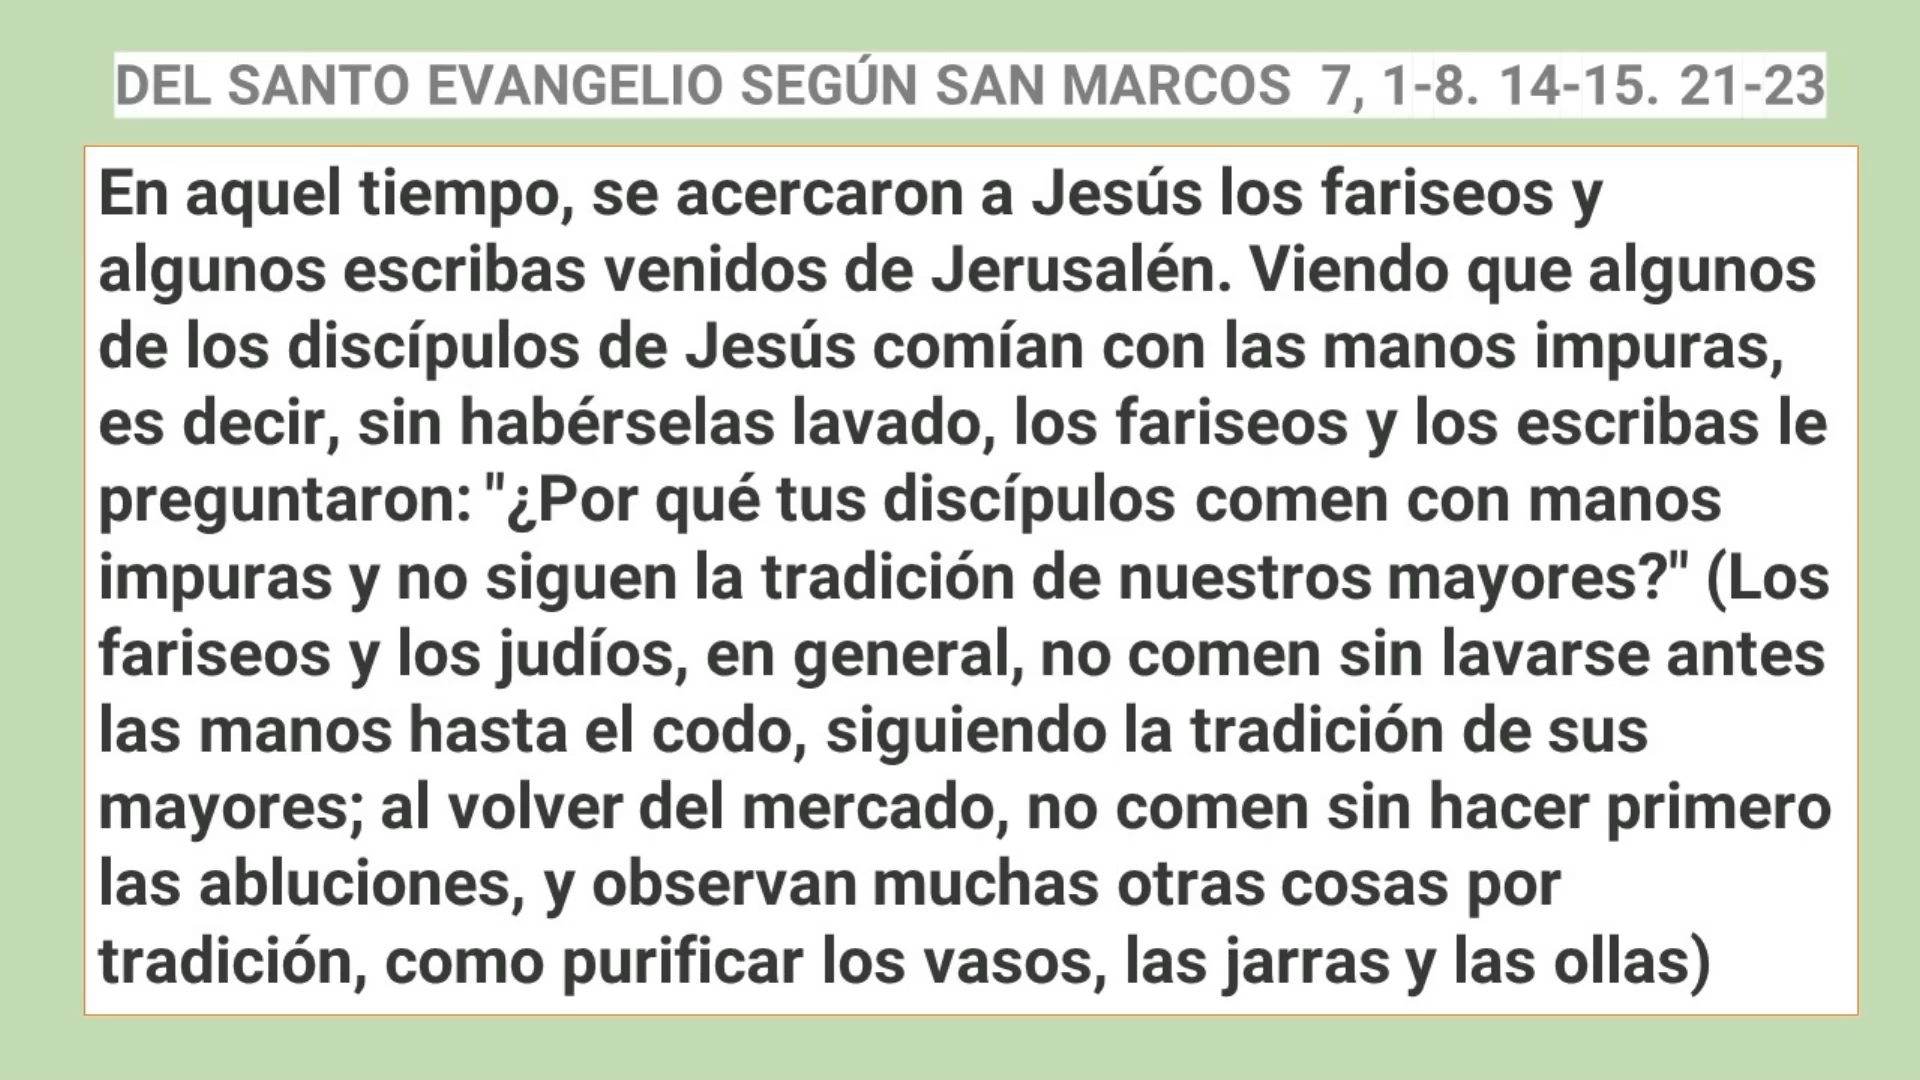 DEL SANTO EVANGELIO SEGÚN SAN MARCOS 7, 1-8. 14-15. 21-23
En aquel tiempo, se acercaron a Jesús los fariseos y
algunos escribas venidos de Jerusalén. Viendo que algunos
de los discípulos de Jesús comían con las manos impuras,
es decir, sin habérselas lavado, los fariseos y los escribas le
preguntaron: "¿Por qué tus discípulos comen con manos
impuras y no siguen la tradición de nuestros mayores?" (Los
fariseos y los judíos, en general, no comen sin lavarse antes
las manos hasta el codo, siguiendo la tradición de sus
mayores; al volver del mercado, no comen sin hacer primero
las abluciones, y observan muchas otras cosas por
tradición, como purificar los vasos, las jarras y las ollas)